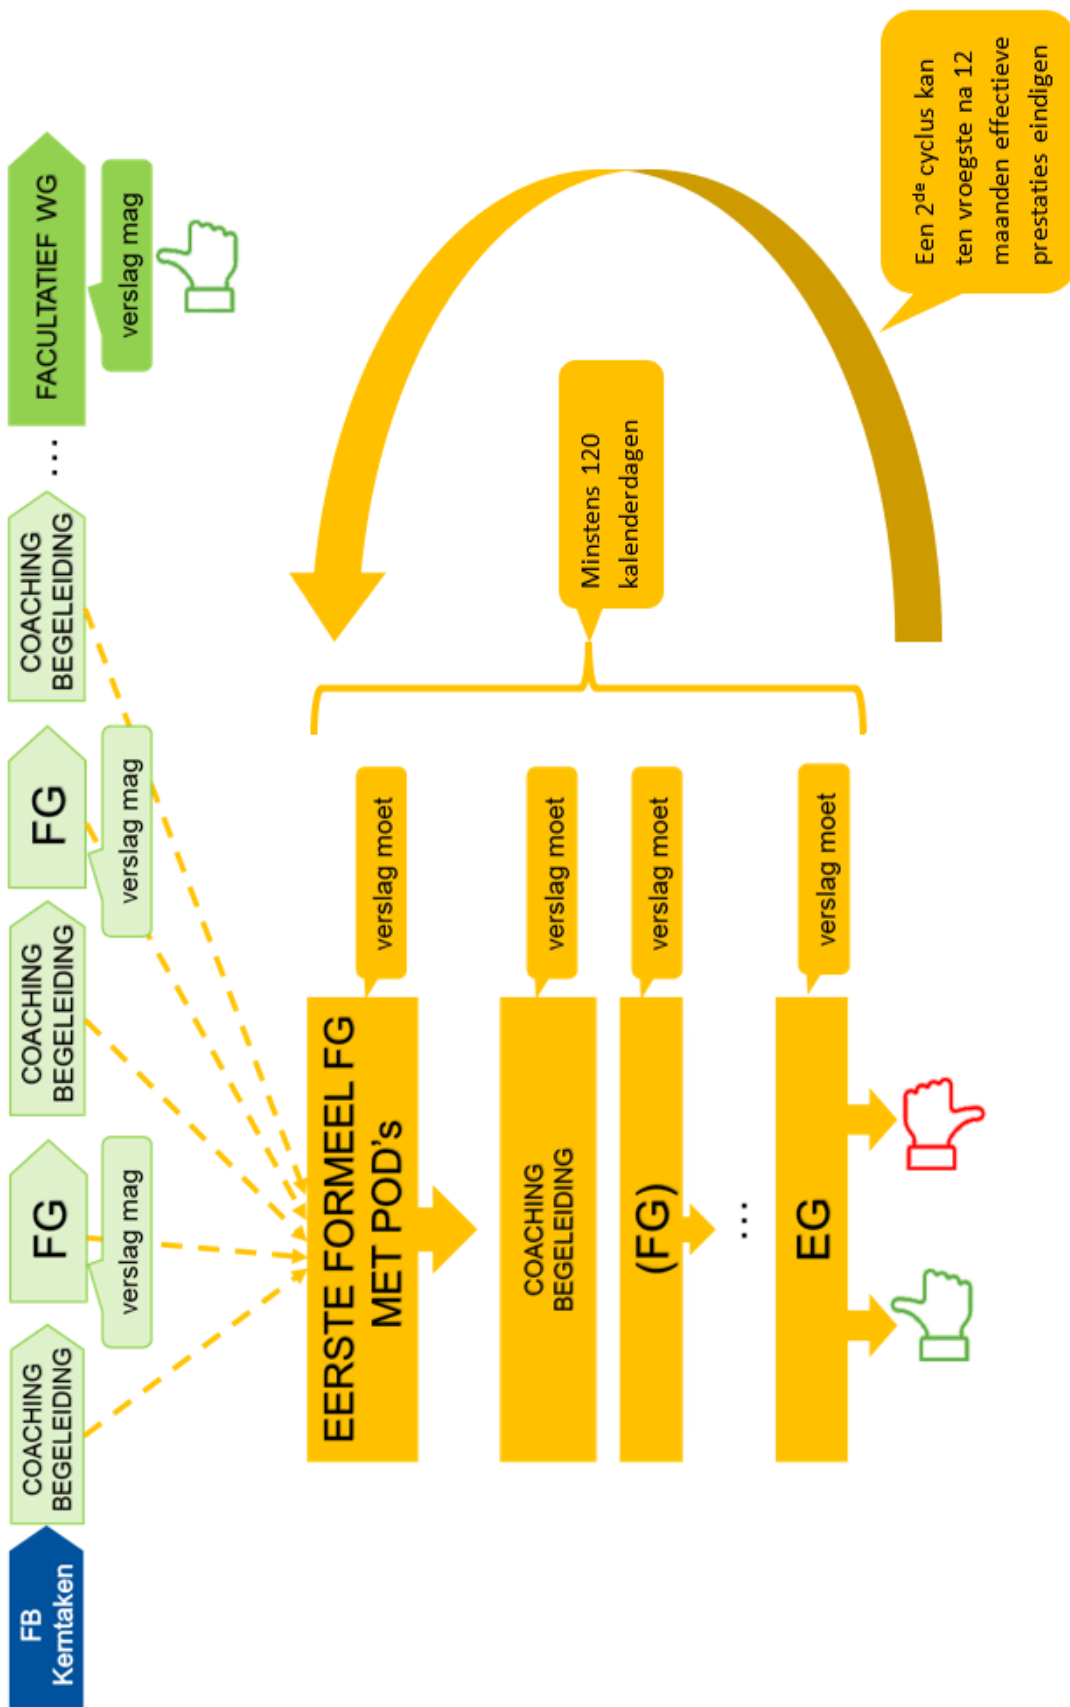 FB
Kerntaken
COACHING
BEGELEIDING
FG
verslag mag
COACHING
BEGELEIDING
FG
verslag mag
COACHING
BEGELEIDING
...
FACULTATIEF WG
verslag mag
EERSTE FORMEEL FG
MET POD's
verslag moet
COACHING
BEGELEIDING
verslag moet
(FG)
verslag moet
...
EG
verslag moet
Minstens 120
kalenderdagen
Een 2de cyclus kan
ten vroegste na 12
maanden effectieve
prestaties eindigen